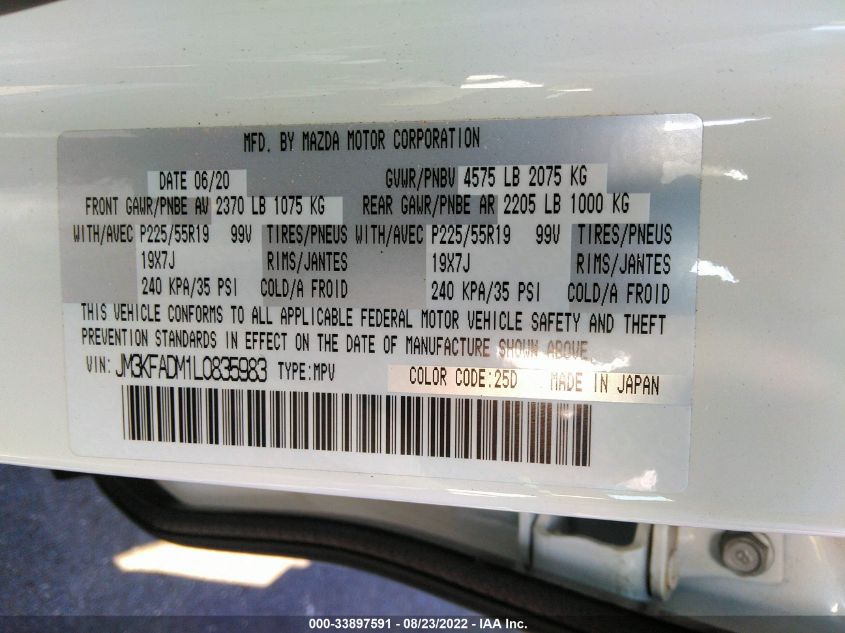 MFD. BY MAZDA MOTOR CORPORATION
DATE 06/20 GVWR/PNBV 4575 LB 2075 KG
FRONT GAWR/PNBE AV 2370 LB 1075 KG REAR GAWR/PNBE AR 2205 LB 1000 KG
WITH/AVEC P225/55R19 99V TIRES/PNEUS WITH/AVEC P225/55R19 99V TIRES/PNEUS
19X7J RIMS/JANTES 19X7J RIMS/JANTES
240 KPA/35 PSI COLD/A FROID 240 KPA/35 PSI COLD/A FROID
THIS VEHICLE CONFORMS TO ALL APPLICABLE FEDERAL MOTOR VEHICLE SAFETY AND THEFT
PREVENTION STANDARDS IN EFFECT ON THE DATE OF MANUFACTURE SHOWN ABOVE.
VIN: JM3KFADM1L0835983 TYPE:MPV COLOR CODE:25D MADE IN JAPAN
000-33897591 - 08/23/2022 - IAA Inc.